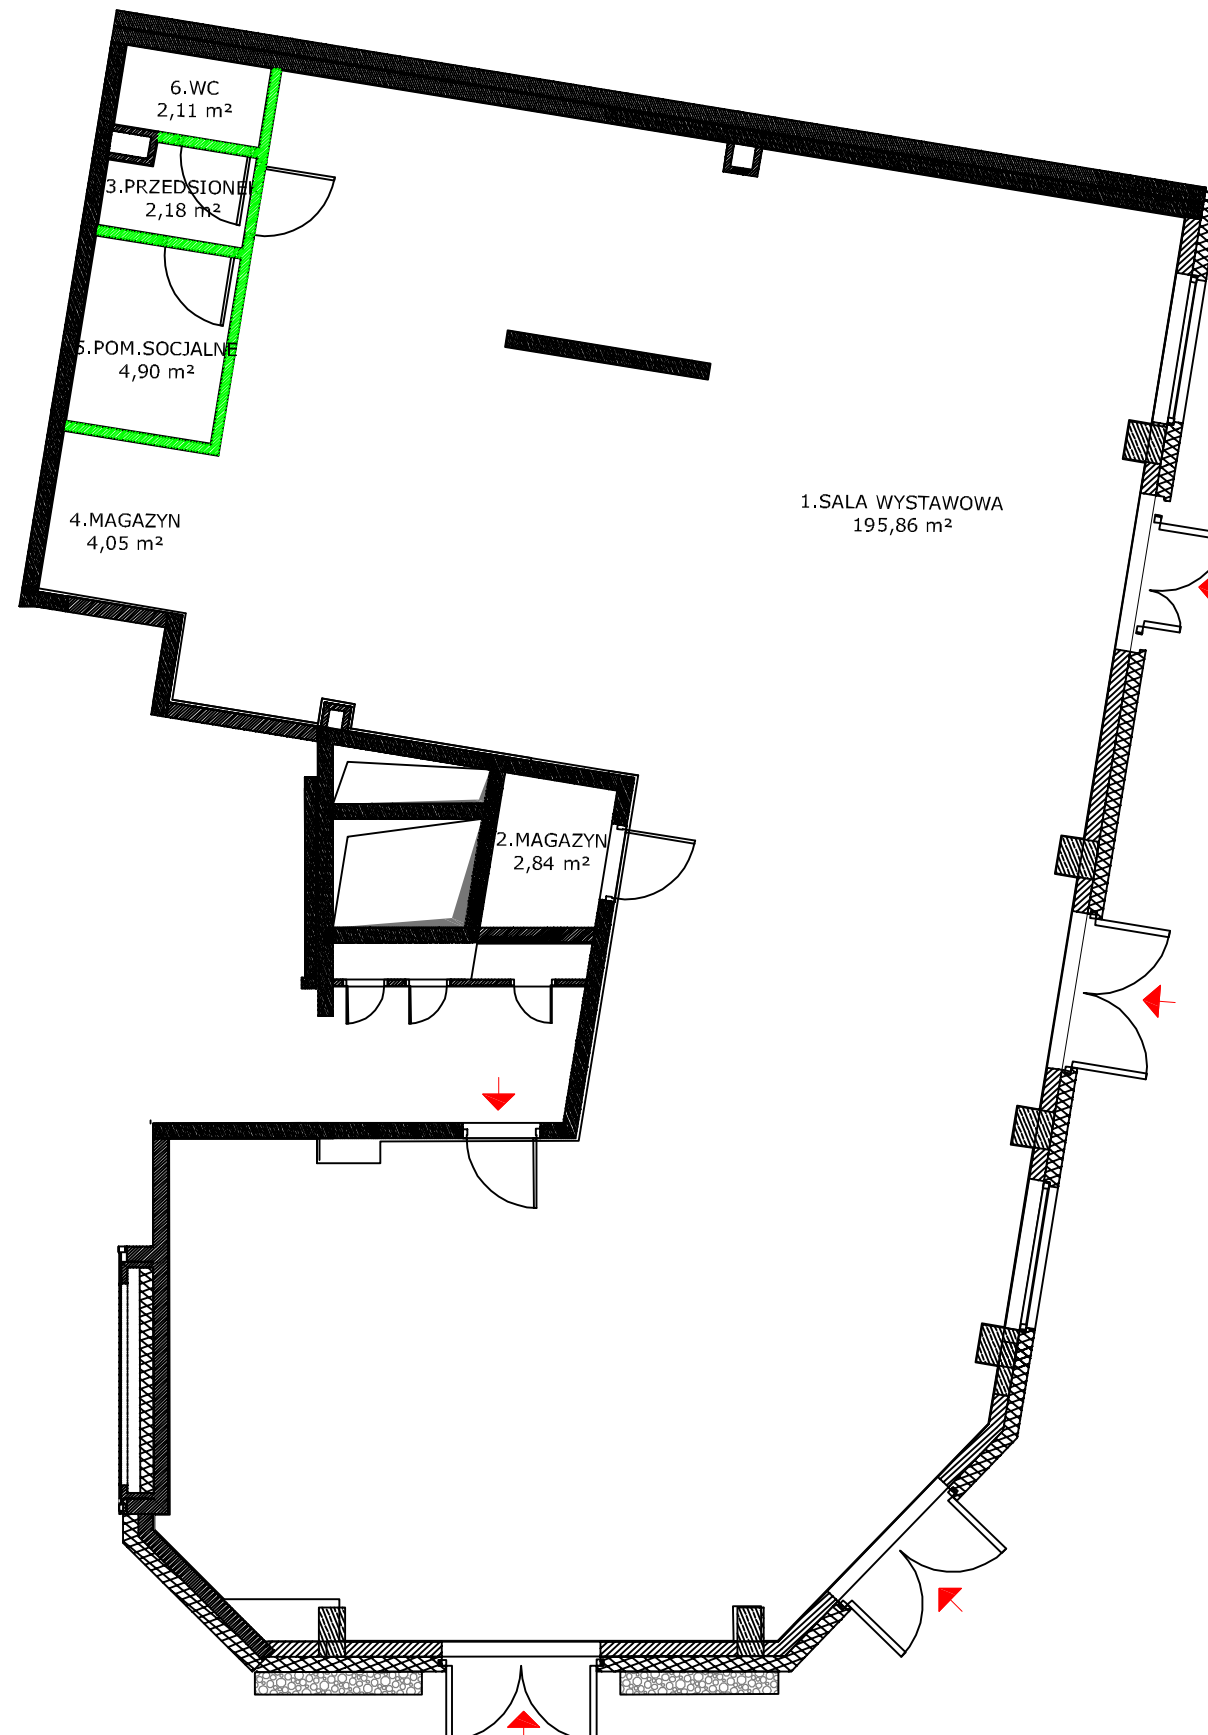 6.WC
2,11 m²
3.PRZEDSIONEK
2,18 m²
5.POM.SOCJALNE
4,90 m²
4.MAGAZYN
4,05 m²
1.SALA WYSTAWOWA
195,86 m²
2.MAGAZYN
2,84 m²